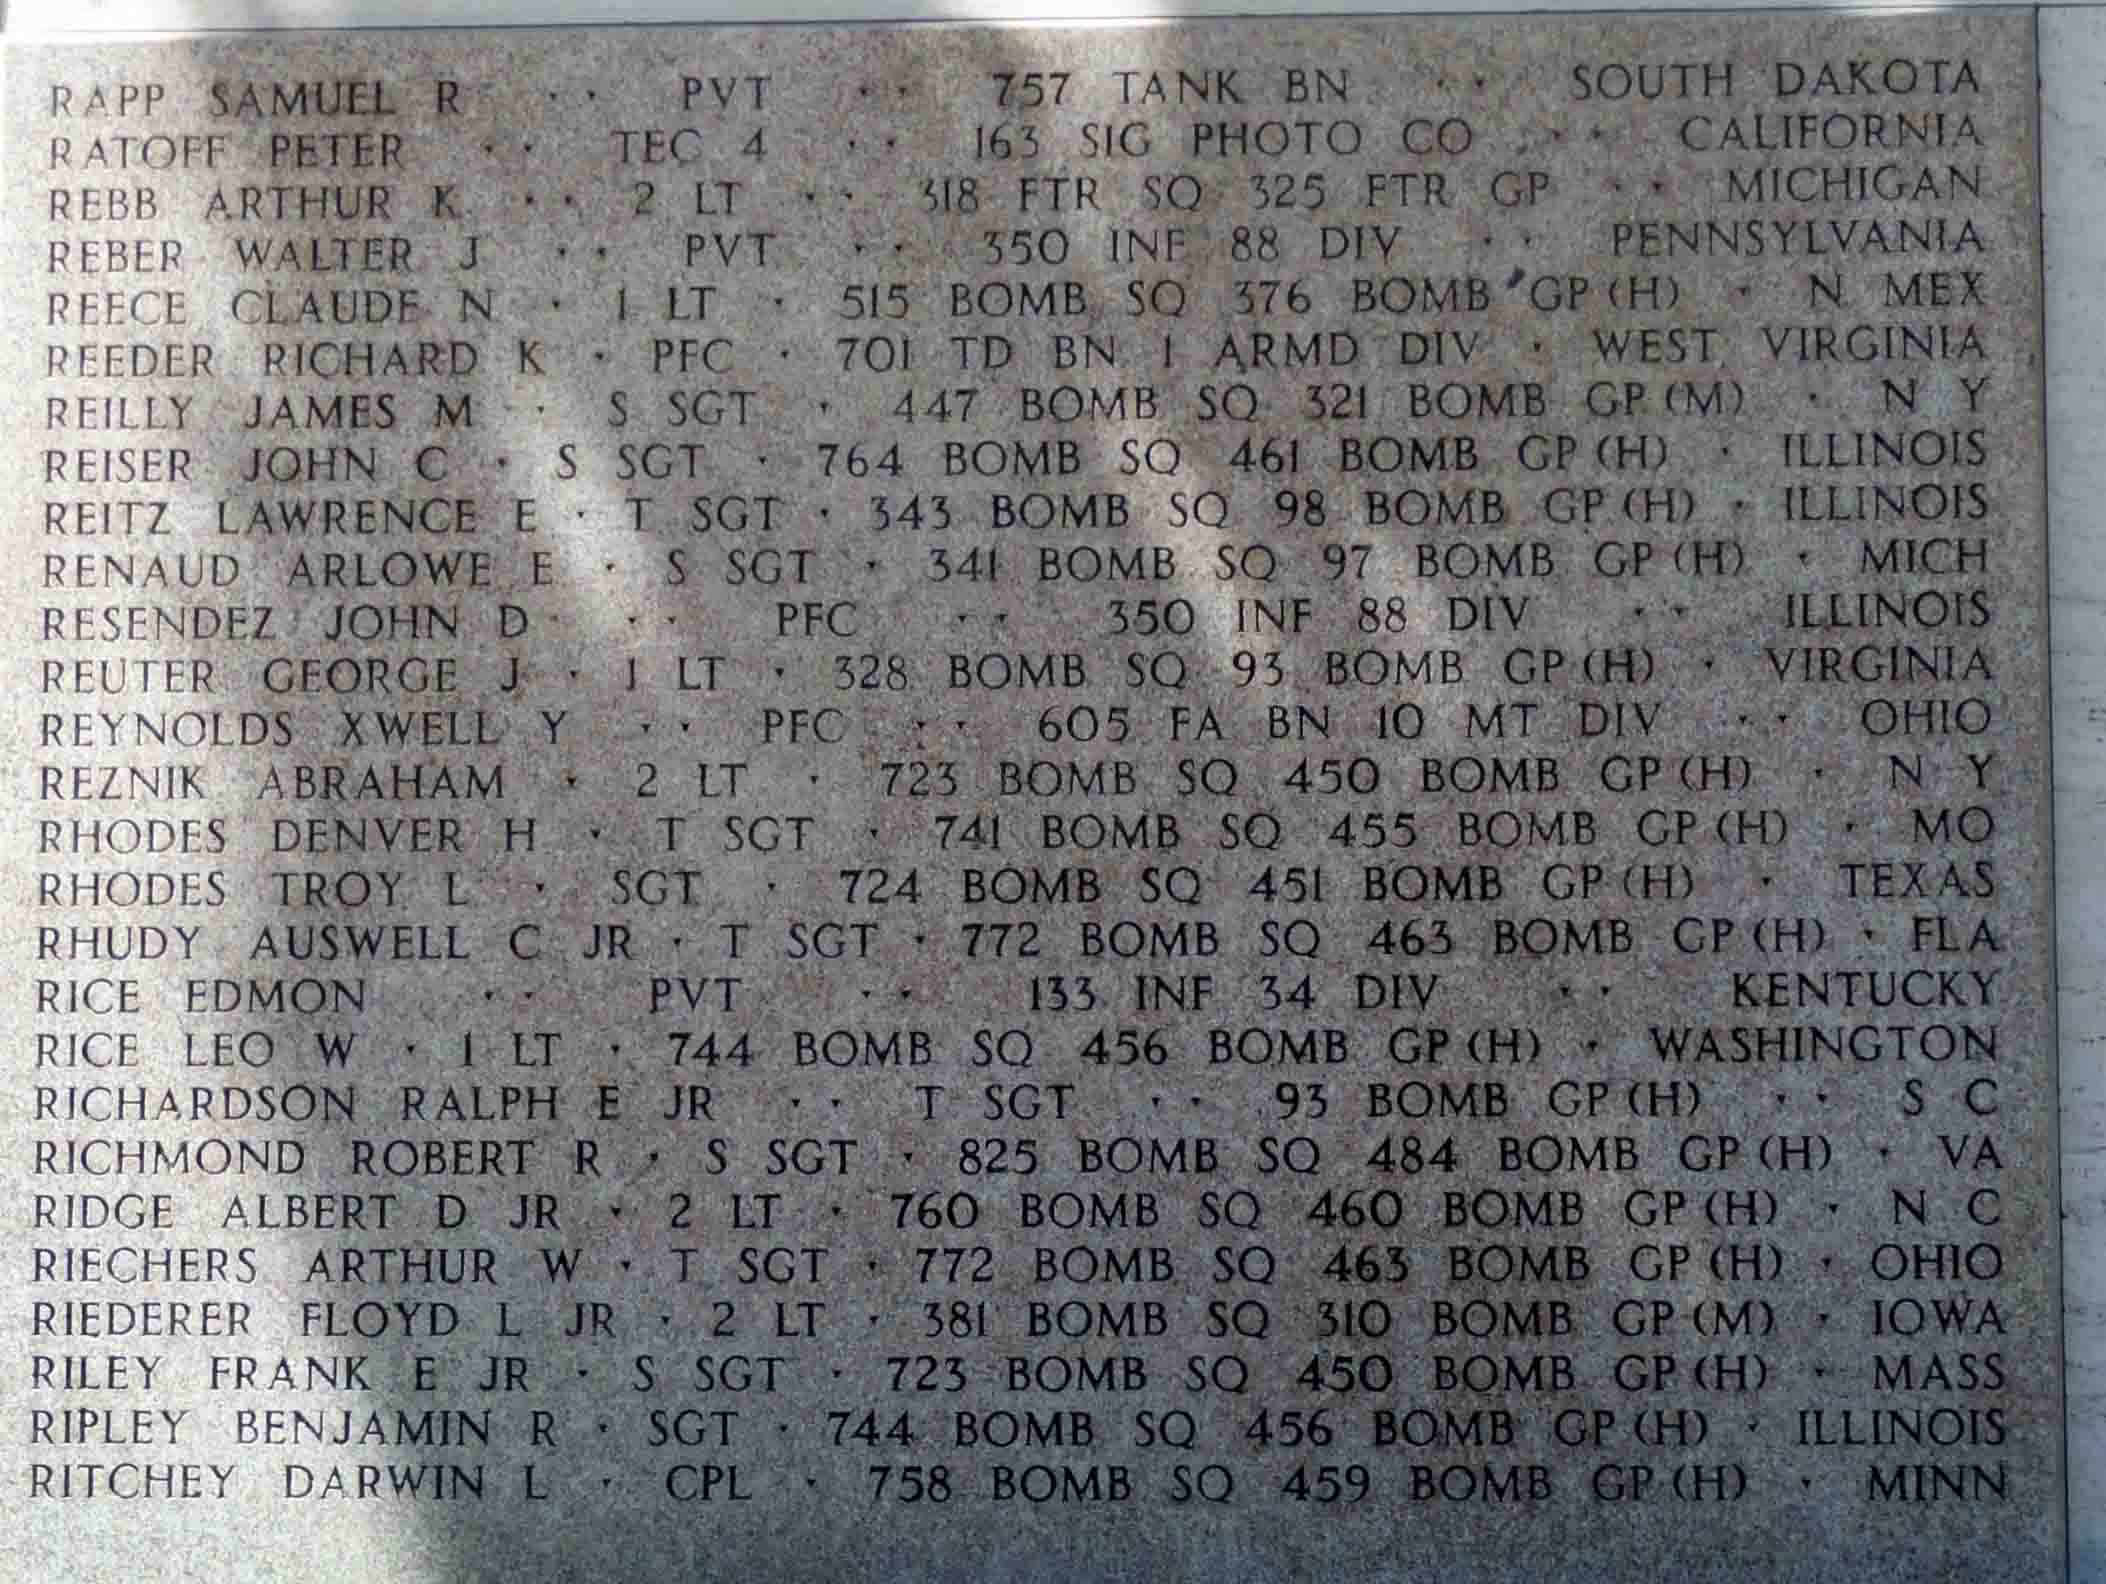 RAPP SAMUEL R · · PVT · · 757 TANK BN · · SOUTH DAKOTA
RATOFF PETER · · TEC 4 · · 163 SIG PHOTO CO · · CALIFORNIA
REBB ARTHUR K · · 2 LT · · 318 FTR SQ 325 FTR GP · · MICHIGAN
REBER WALTER J · · PVT · · 350 INF 88 DIV · · PENNSYLVANIA
REECE CLAUDE N · 1 LT · 515 BOMB SQ 376 BOMB GP (H) · N MEX
REEDER RICHARD K · PFC · 701 TD BN 1 ARMD DIV · WEST VIRGINIA
REILLY JAMES M · S SGT · 447 BOMB SQ 321 BOMB GP (M) · N Y
REISER JOHN C · S SGT · 764 BOMB SQ 461 BOMB GP (H) · ILLINOIS
REITZ LAWRENCE E · T SGT · 343 BOMB SQ 98 BOMB GP (H) · ILLINOIS
RENAUD ARLOWE E · S SGT · 341 BOMB SQ 97 BOMB GP (H) · MICH
RESENDEZ JOHN D · · PFC · · 350 INF 88 DIV · · ILLINOIS
REUTER GEORGE J · 1 LT · 328 BOMB SQ 93 BOMB GP (H) · VIRGINIA
REYNOLDS XWELL Y · · PFC · · 605 FA BN 10 MT DIV · · OHIO
REZNIK ABRAHAM · 2 LT · 723 BOMB SQ 450 BOMB GP (H) · N Y
RHODES DENVER H · T SGT · 741 BOMB SQ 455 BOMB GP (H) · MO
RHODES TROY L · SGT · 724 BOMB SQ 451 BOMB GP (H) · TEXAS
RHUDY AUSWELL C JR · T SGT · 772 BOMB SQ 463 BOMB GP (H) · FLA
RICE EDMON · · PVT · · 133 INF 34 DIV · · KENTUCKY
RICE LEO W · 1 LT · 744 BOMB SQ 456 BOMB GP (H) · WASHINGTON
RICHARDSON RALPH E JR · · T SGT · · 93 BOMB GP (H) · · S C
RICHMOND ROBERT R · S SGT · 825 BOMB SQ 484 BOMB GP (H) · VA
RIDGE ALBERT D JR · 2 LT · 760 BOMB SQ 460 BOMB GP (H) · N C
RIECHERS ARTHUR W · T SGT · 772 BOMB SQ 463 BOMB GP (H) · OHIO
RIEDERER FLOYD L JR · 2 LT · 381 BOMB SQ 310 BOMB GP (M) · IOWA
RILEY FRANK E JR · S SGT · 723 BOMB SQ 450 BOMB GP (H) · MASS
RIPLEY BENJAMIN R · SGT · 744 BOMB SQ 456 BOMB GP (H) · ILLINOIS
RITCHEY DARWIN L · CPL · 758 BOMB SQ 459 BOMB GP (H) · MINN